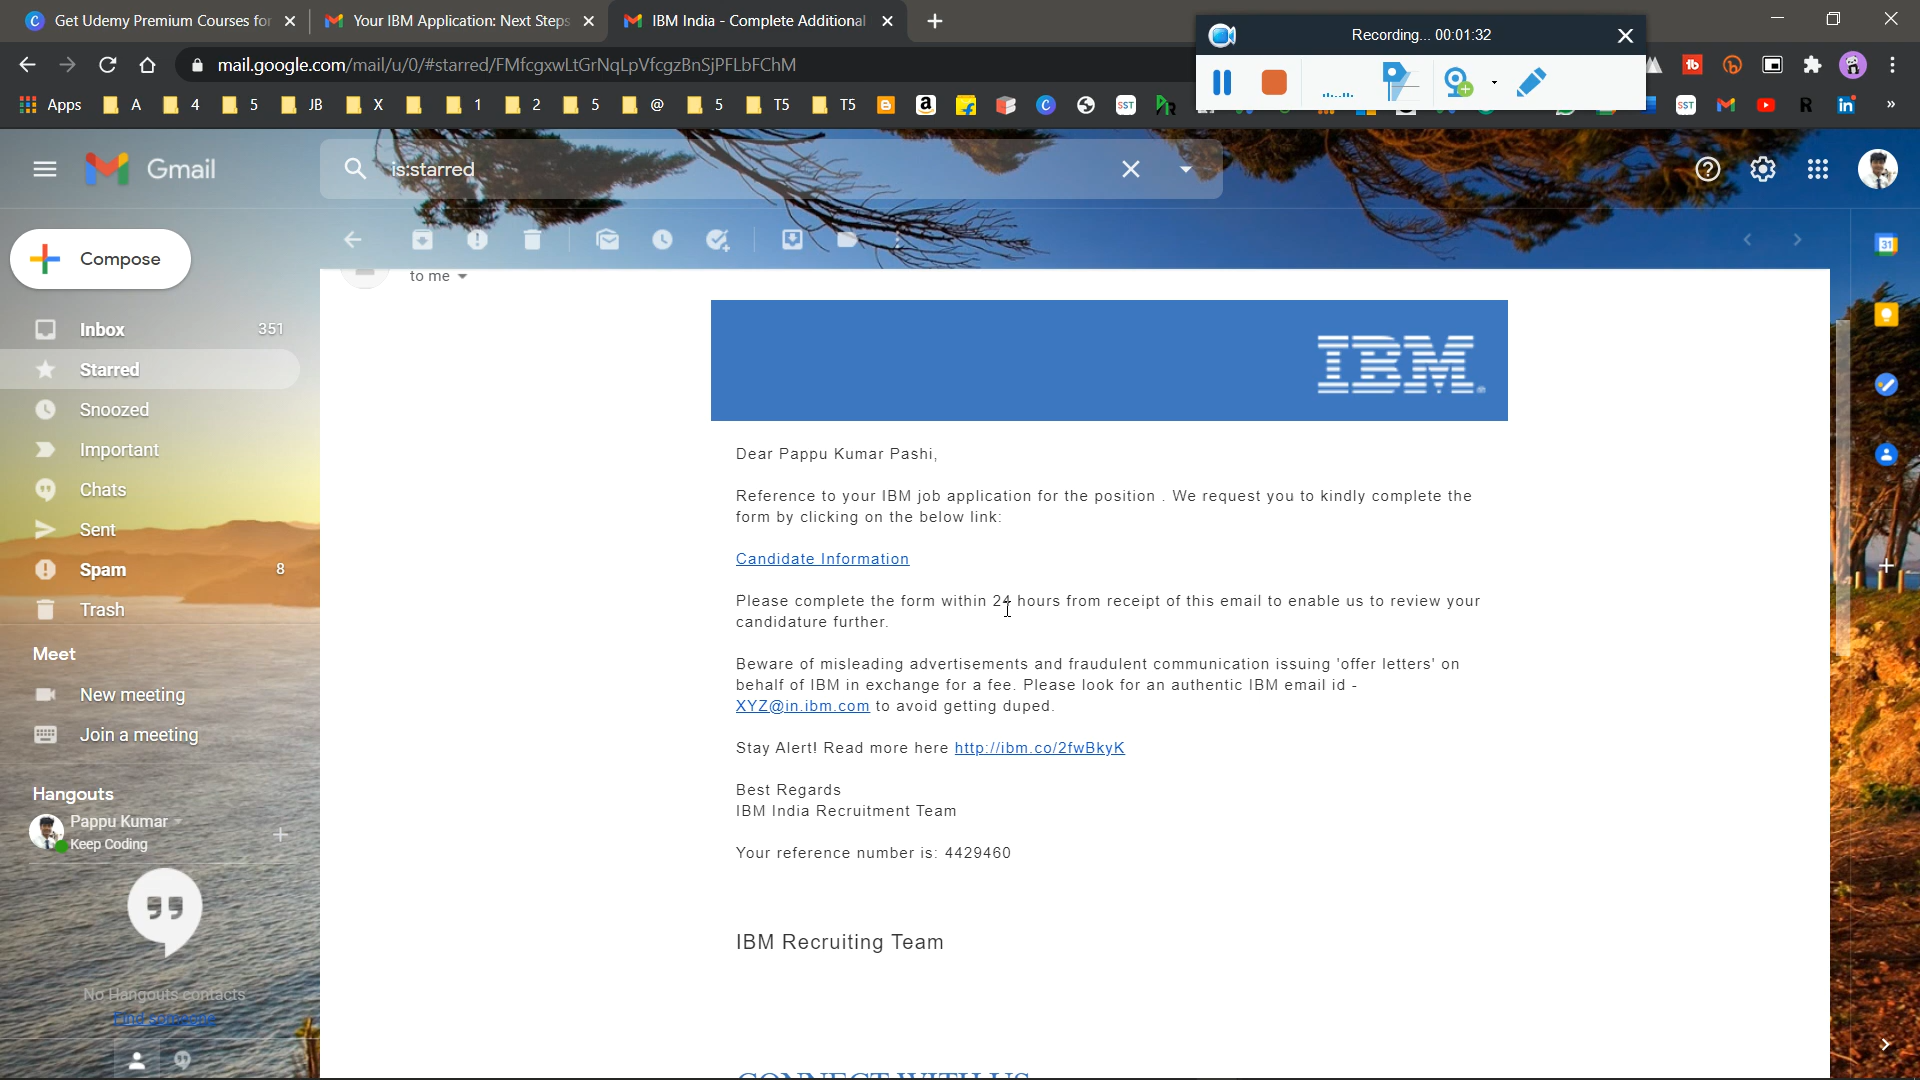 Get Udemy Premium Courses for
Your IBM Application: Next Steps
IBM India - Complete Additional
Recording... 00:01:32
mail.google.com/mail/u/0/#starred/FMfcgxwLtGrNqLpVfcgzBnSjPFLbFChM
Apps A 4 5 JB X 1 2 5 @ 5 T5 T5
Gmail
is:starred
Compose
to me
IBM
Inbox 351
Starred
Snoozed
Important
Chats
Sent
Spam 8
Trash
Meet
New meeting
Join a meeting
Hangouts
Pappu Kumar
Keep Coding
No Hangouts contacts
Find someone
Dear Pappu Kumar Pashi,
Reference to your IBM job application for the position . We request you to kindly complete the
form by clicking on the below link:
Candidate Information
Please complete the form within 24 hours from receipt of this email to enable us to review your
candidature further.
Beware of misleading advertisements and fraudulent communication issuing 'offer letters' on
behalf of IBM in exchange for a fee. Please look for an authentic IBM email id -
XYZ@in.ibm.com to avoid getting duped.
Stay Alert! Read more here http://ibm.co/2fwBkyK
Best Regards
IBM India Recruitment Team
Your reference number is: 4429460
IBM Recruiting Team
CONNECT WITH US